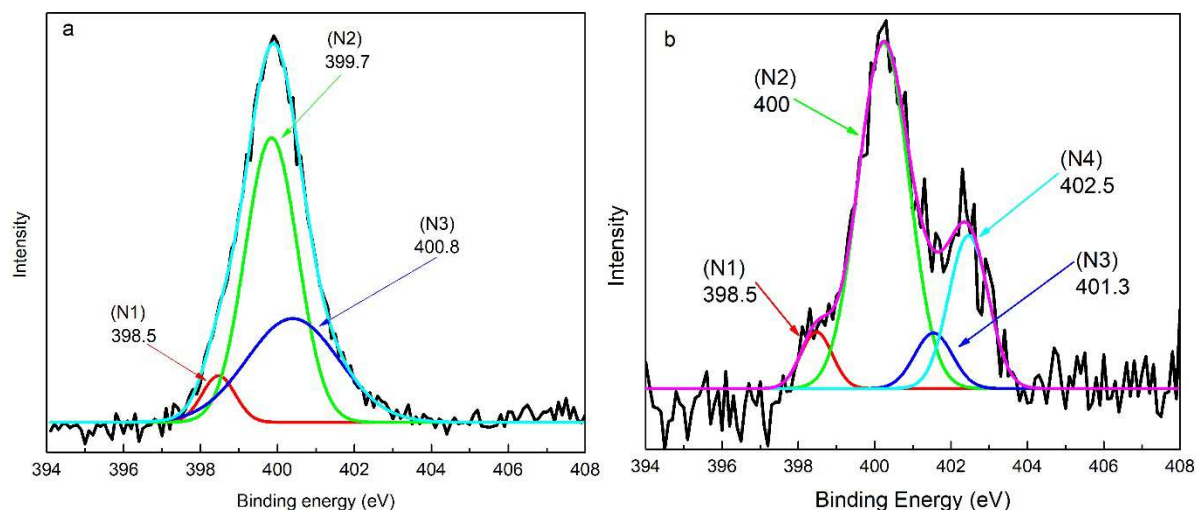 a
(N2)
399.7
(N3)
400.8
(N1)
398.5
Intensity
394 396 398 400 402 404 406 408
Binding energy (eV)
b
(N2)
400
(N4)
402.5
(N1)
398.5
(N3)
401.3
Intensity
394 396 398 400 402 404 406 408
Binding Energy (eV)